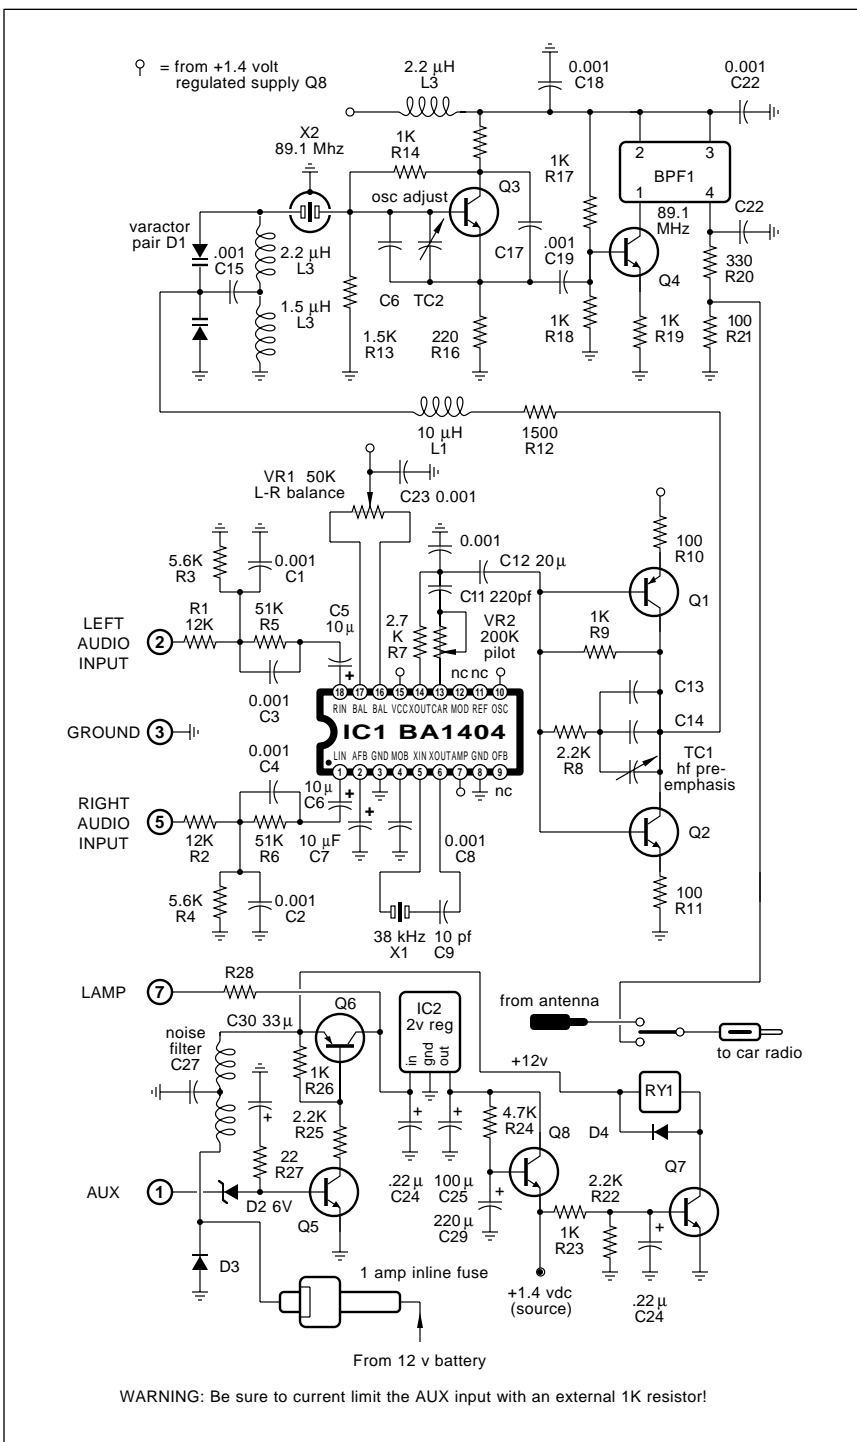 = from +1.4 volt
regulated supply Q8
2.2 µH
L3
0.001
C18
0.001
C22
X2
89.1 Mhz
1K
R14
Q3
1K
R17
2
3
BPF1
1
4
osc adjust
89.1
MHz
C22
varactor
pair D1
.001
C15
2.2 µH
L3
C17
.001
C19
Q4
330
R20
1.5 µH
L3
C6
TC2
1.5K
R13
220
R16
1K
R18
1K
R19
100
R21
10 µH
L1
1500
R12
VR1 50K
L-R balance
C23 0.001
0.001
C12 20µ
100
R10
5.6K
R3
0.001
C1
C11 220pf
Q1
LEFT
AUDIO
INPUT
2
R1
12K
51K
R5
C5
10µ
2.7
K
R7
VR2
200K
pilot
1K
R9
0.001
C3
nc
nc
C13
18
17
16
15
14
13
12
11
10
RIN
BAL
BAL
VCC
XOUT
CAR
MOD
REF
OSC
C14
GROUND
3
IC1 BA1404
LIN
AFB
GND
MOB
XIN
XOUT
AMP
GND
OFB
1
2
3
4
5
6
7
8
9
nc
2.2K
R8
TC1
hf pre-
emphasis
0.001
C4
10µ
C6
RIGHT
AUDIO
INPUT
5
12K
R2
51K
R6
10 µF
C7
0.001
C8
Q2
5.6K
R4
0.001
C2
38 kHz
X1
10 pf
C9
100
R11
LAMP
7
R28
Q6
IC2
2v reg
in
gnd
out
from antenna
to car radio
noise
filter
C27
C30 33µ
1K
R26
+12v
RY1
2.2K
R25
4.7K
R24
Q8
D4
22
R27
.22µ
C24
100µ
C25
220µ
C29
2.2K
R22
Q7
AUX
1
D2 6V
Q5
1K
R23
D3
1 amp inline fuse
+1.4 vdc
(source)
.22µ
C24
From 12 v battery
WARNING: Be sure to current limit the AUX input with an external 1K resistor!